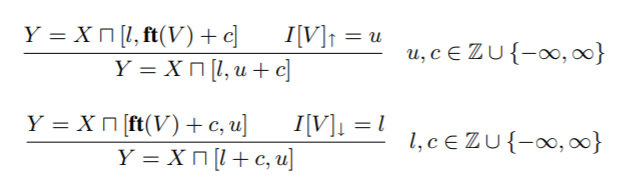 Y = X ⊓ [l, ft(V) + c]    I[V]↑ = u
Y = X ⊓ [l, u + c]
u, c ∈ ℤ ∪ {−∞, ∞}
Y = X ⊓ [ft(V) + c, u]    I[V]↓ = l
Y = X ⊓ [l + c, u]
l, c ∈ ℤ ∪ {−∞, ∞}